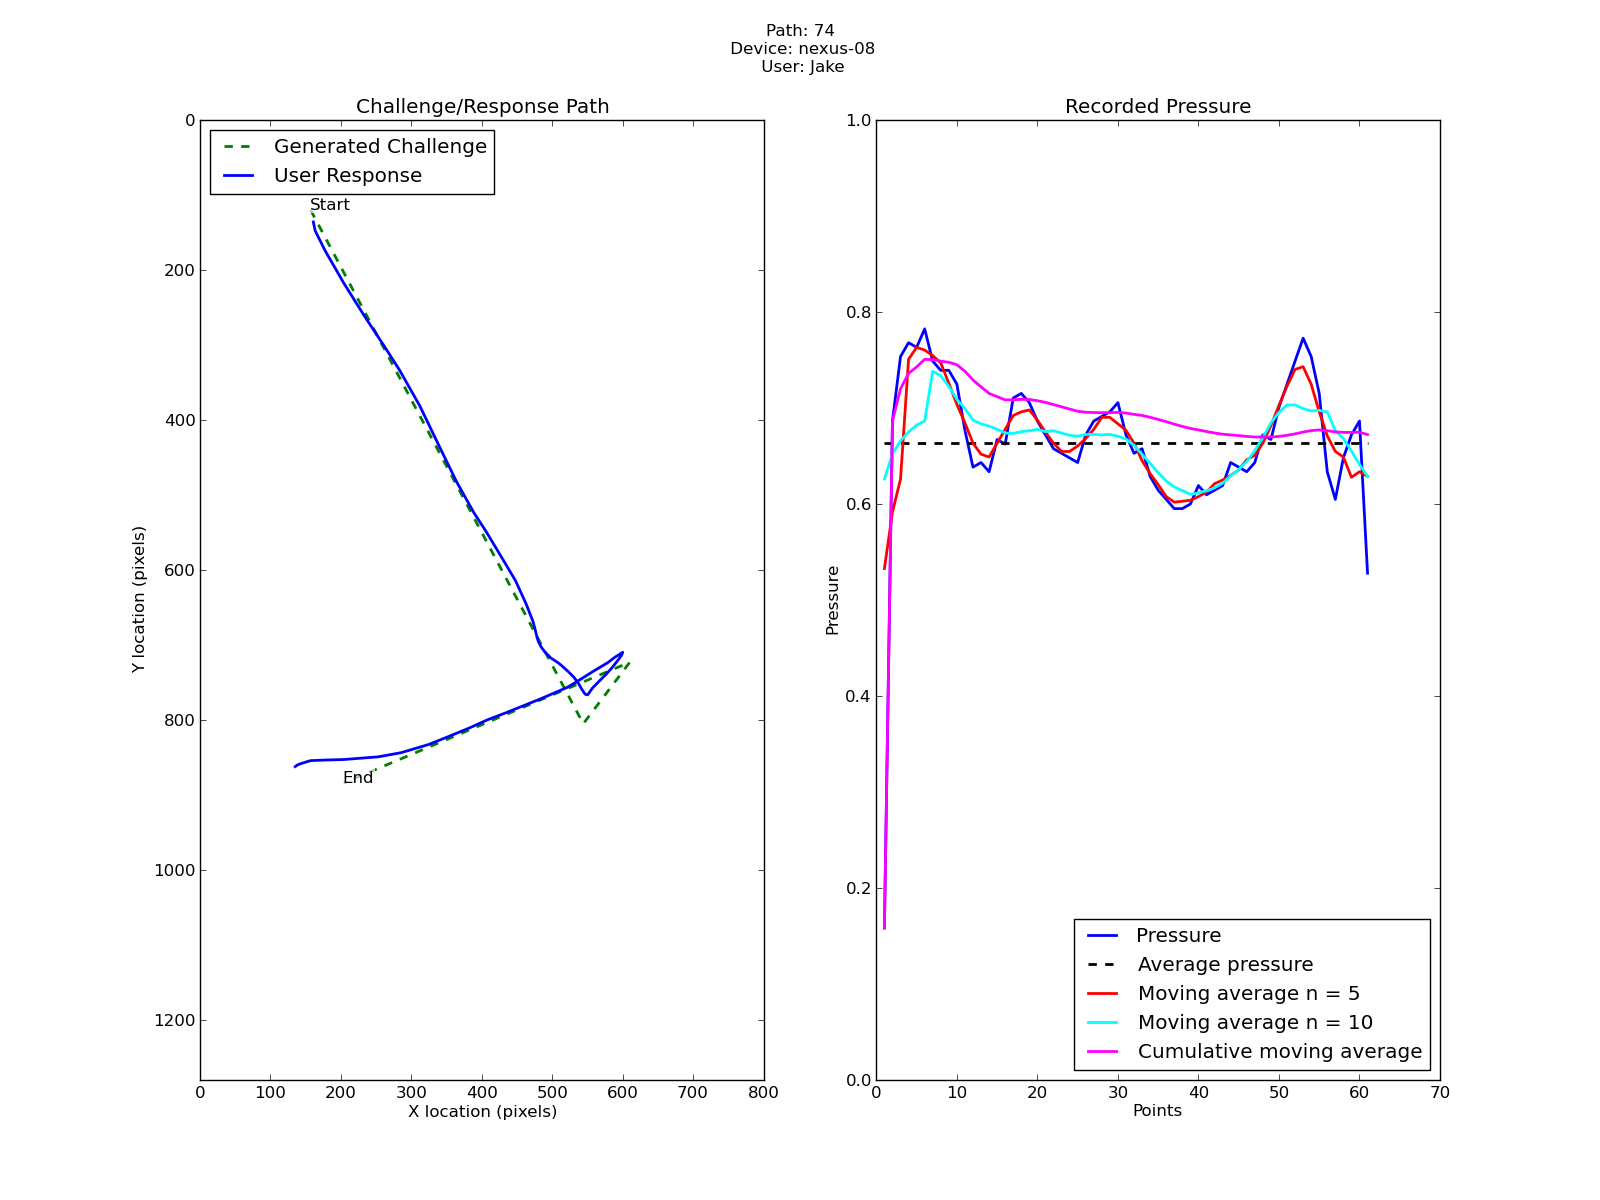 Path: 74
Device: nexus-08
User: Jake
Challenge/Response Path
Generated Challenge
User Response
Start
End
0
200
400
600
800
1000
1200
Y location (pixels)
0 100 200 300 400 500 600 700 800
X location (pixels)
Recorded Pressure
1.0
0.8
0.6
0.4
0.2
0.0
Pressure
Pressure
Average pressure
Moving average n = 5
Moving average n = 10
Cumulative moving average
0 10 20 30 40 50 60 70
Points